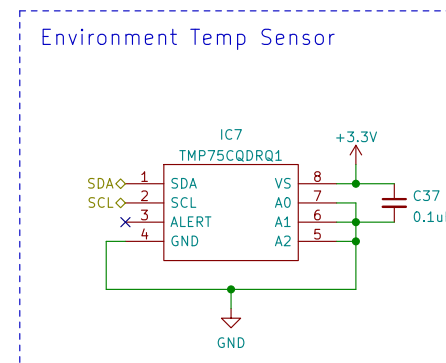 Environment Temp Sensor
IC7
TMP75CQDRQ1
+3.3V
SDA 1 SDA VS 8
SCL 2 SCL A0 7
3 ALERT A1 6
4 GND A2 5
C37
0.1u
GND